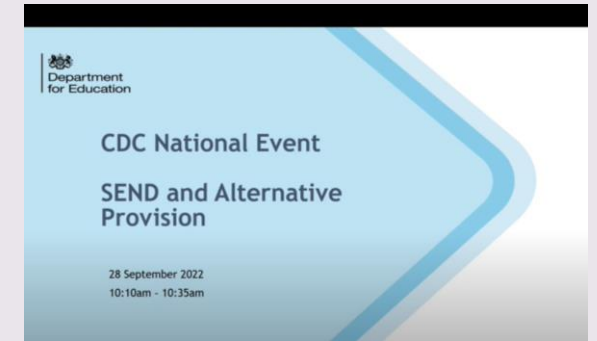 Department
for Education
CDC National Event
SEND and Alternative
Provision
28 September 2022
10:10am - 10:35am